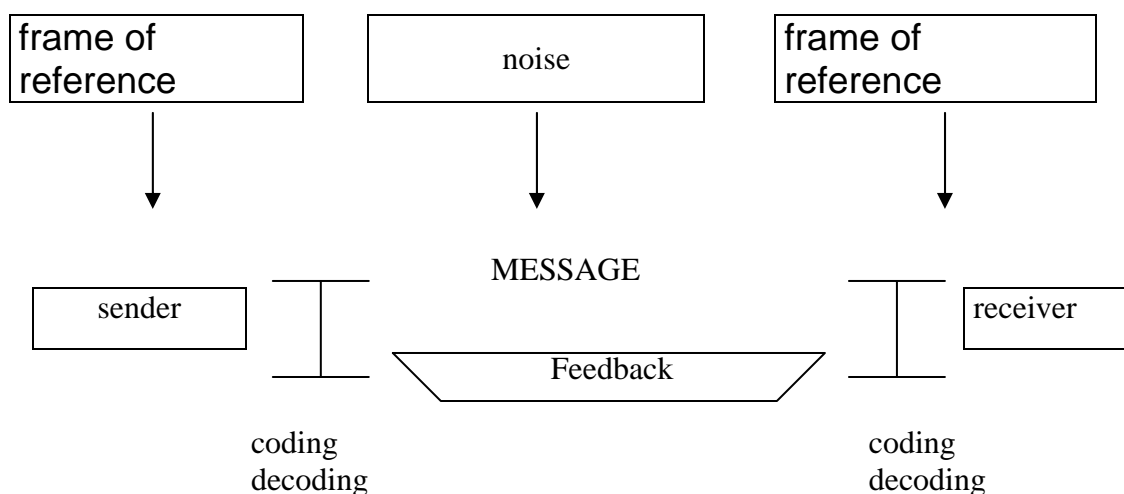 frame of
reference
noise
frame of
reference
MESSAGE
sender
receiver
Feedback
coding
decoding
coding
decoding